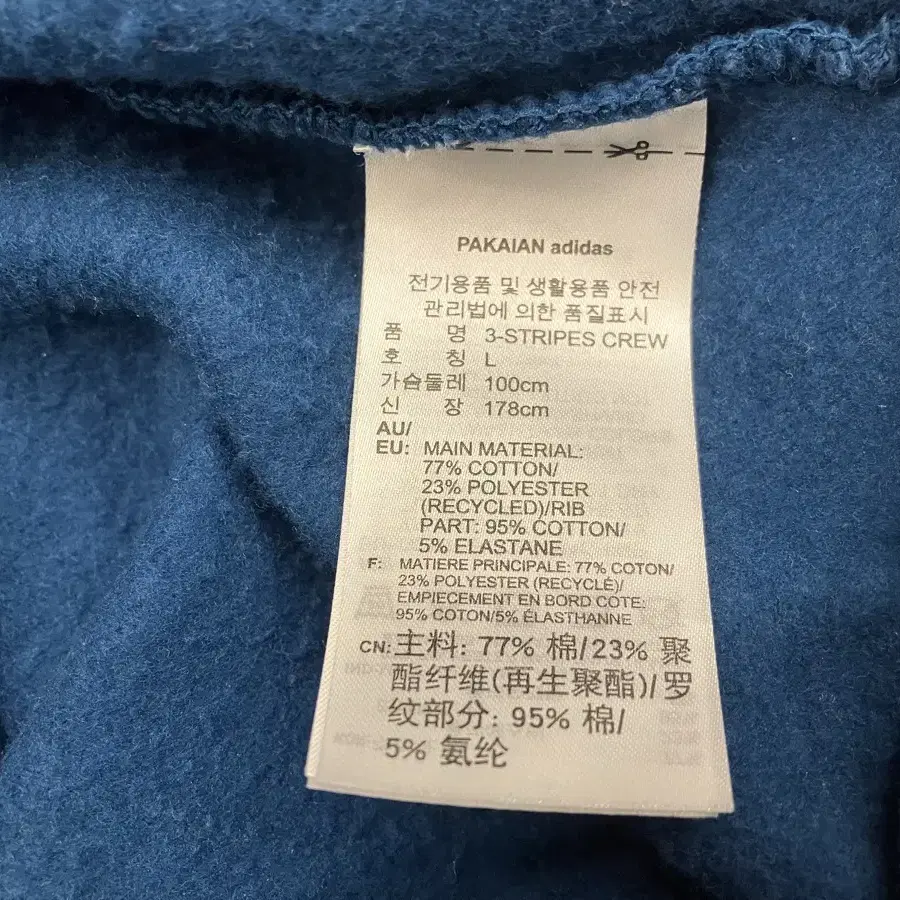 PAKAIAN adidas
전기용품 및 생활용품 안전
관리법에 의한 품질표시
품 명 3-STRIPES CREW
호 칭 L
가슴둘레 100cm
신 장 178cm
AU/
EU: MAIN MATERIAL:
77% COTTON/
23% POLYESTER
(RECYCLED)/RIB
PART: 95% COTTON/
5% ELASTANE
F: MATIERE PRINCIPALE: 77% COTON/
23% POLYESTER (RECYCLÉ)/
EMPIECEMENT EN BORD COTE:
95% COTON/5% ÉLASTHANNE
CN: 主料: 77% 棉/23% 聚
酯纤维(再生聚酯)/罗
纹部分: 95% 棉/
5% 氨纶